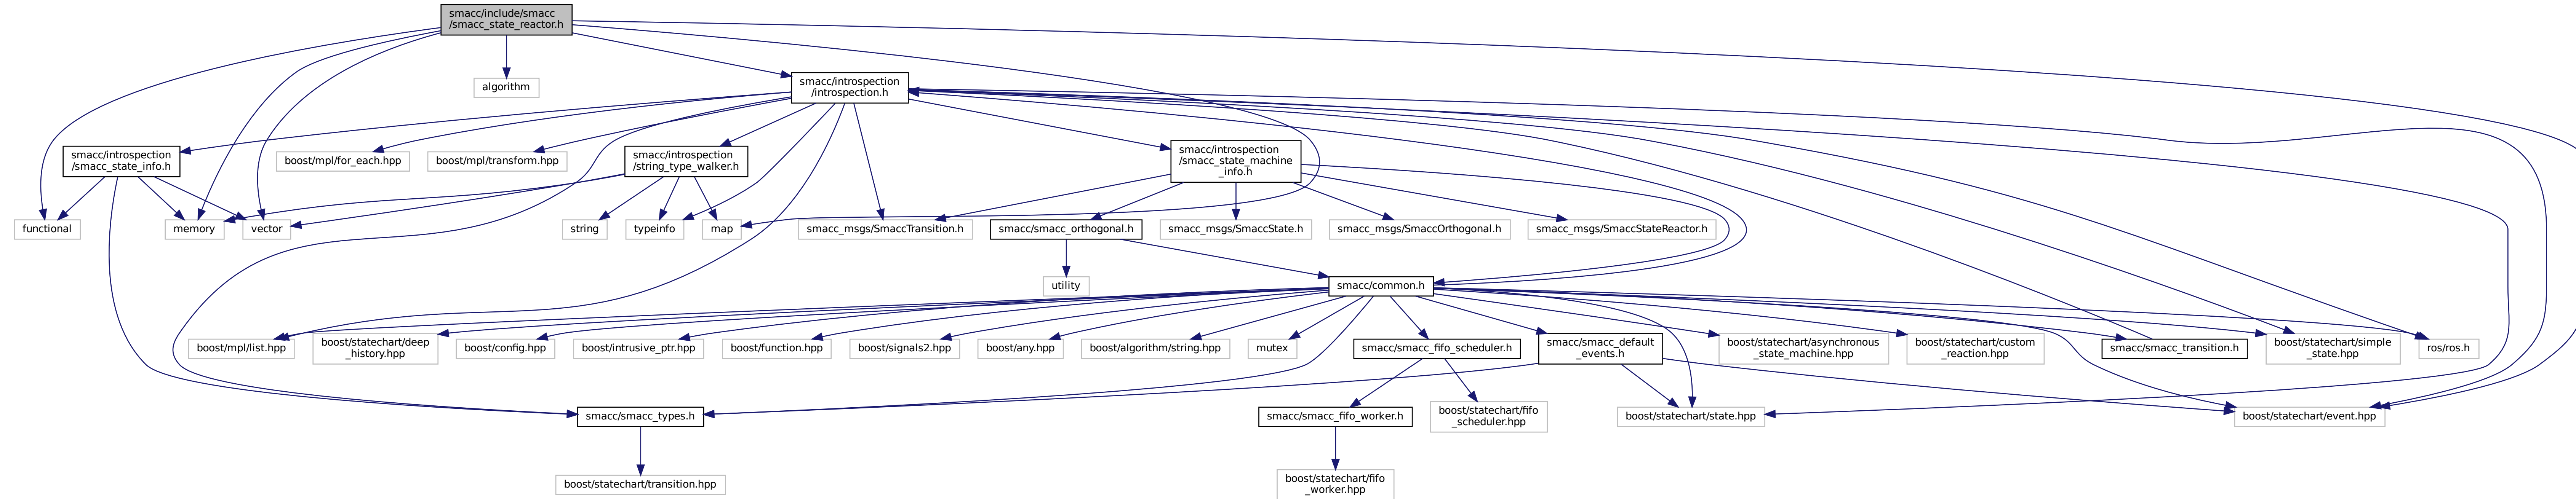 smacc/include/smacc
/smacc_state_reactor.h
algorithm
smacc/introspection
/introspection.h
smacc/introspection
/smacc_state_info.h
boost/mpl/for_each.hpp
boost/mpl/transform.hpp
smacc/introspection
/string_type_walker.h
smacc/introspection
/smacc_state_machine
_info.h
functional
memory
vector
string
typeinfo
map
smacc_msgs/SmaccTransition.h
smacc/smacc_orthogonal.h
smacc_msgs/SmaccState.h
smacc_msgs/SmaccOrthogonal.h
smacc_msgs/SmaccStateReactor.h
utility
smacc/common.h
boost/mpl/list.hpp
boost/statechart/deep
_history.hpp
boost/config.hpp
boost/intrusive_ptr.hpp
boost/function.hpp
boost/signals2.hpp
boost/any.hpp
boost/algorithm/string.hpp
mutex
smacc/smacc_fifo_scheduler.h
smacc/smacc_default
_events.h
boost/statechart/asynchronous
_state_machine.hpp
boost/statechart/custom
_reaction.hpp
smacc/smacc_transition.h
boost/statechart/simple
_state.hpp
ros/ros.h
smacc/smacc_types.h
smacc/smacc_fifo_worker.h
boost/statechart/fifo
_scheduler.hpp
boost/statechart/state.hpp
boost/statechart/event.hpp
boost/statechart/transition.hpp
boost/statechart/fifo
_worker.hpp